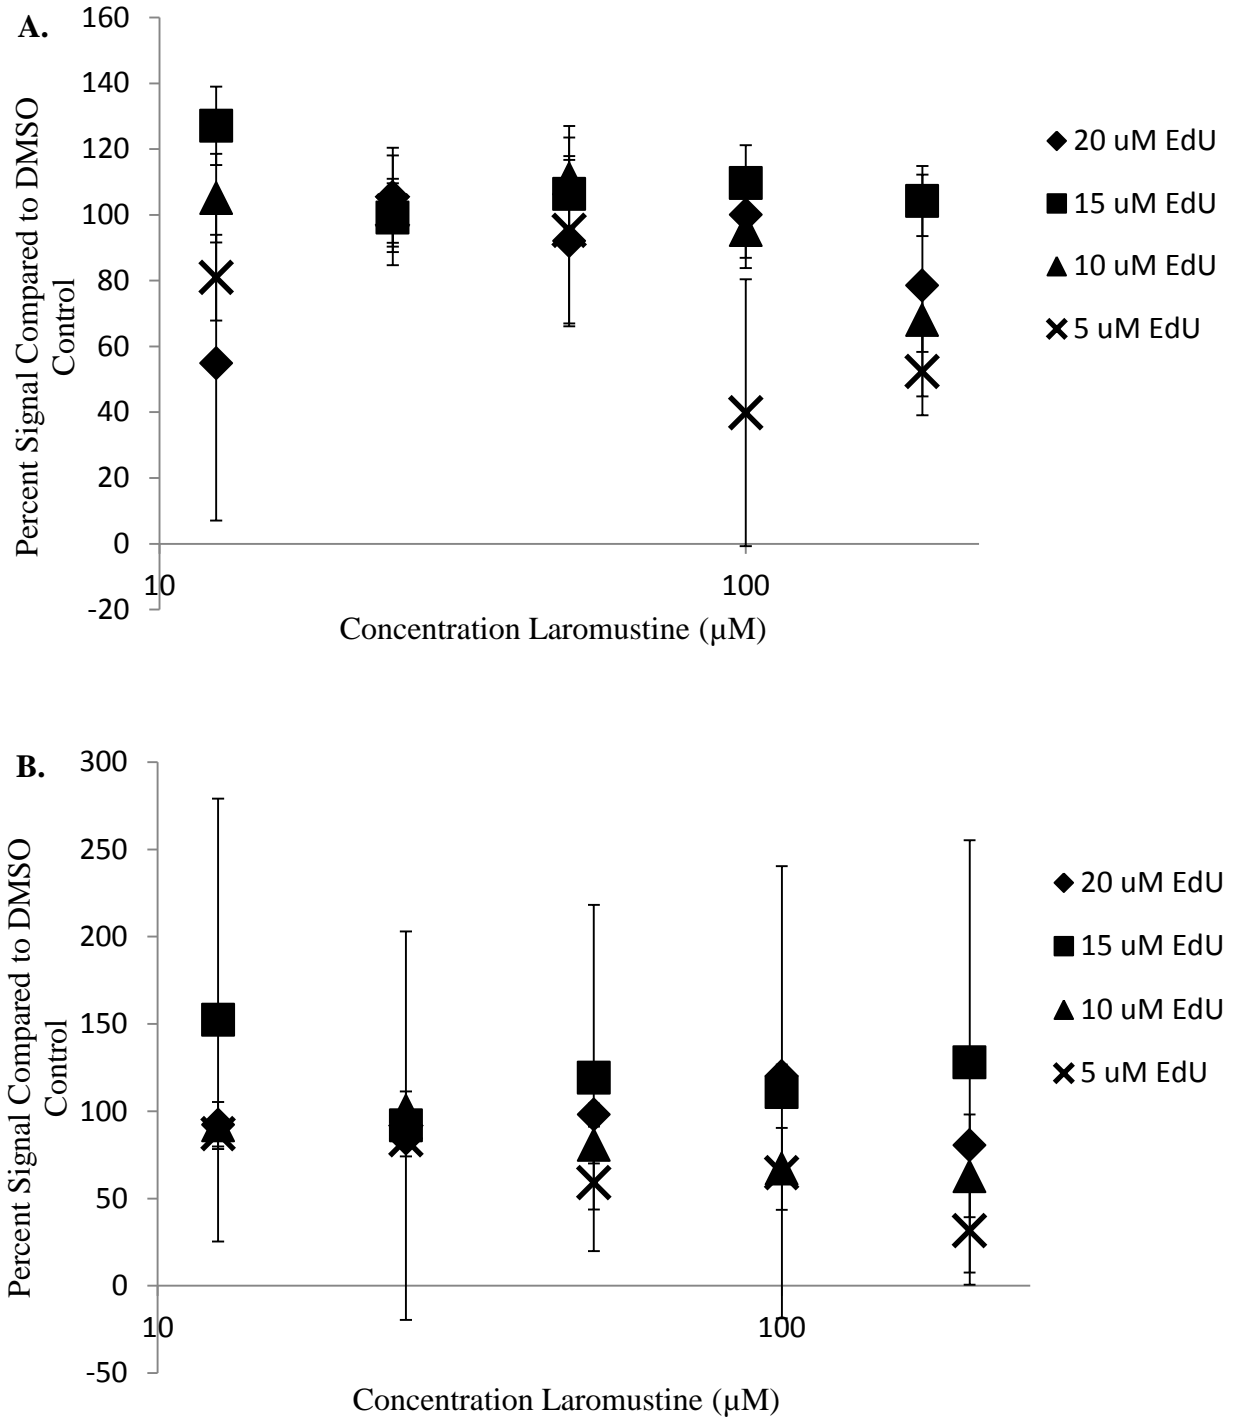 A.
160
140
120
100
80
60
40
20
0
-20
10
100
Percent Signal Compared to DMSO
Control
Concentration Laromustine (µM)
20 uM EdU
15 uM EdU
10 uM EdU
5 uM EdU
B.
300
250
200
150
100
50
0
-50
10
100
Percent Signal Compared to DMSO
Control
Concentration Laromustine (µM)
20 uM EdU
15 uM EdU
10 uM EdU
5 uM EdU